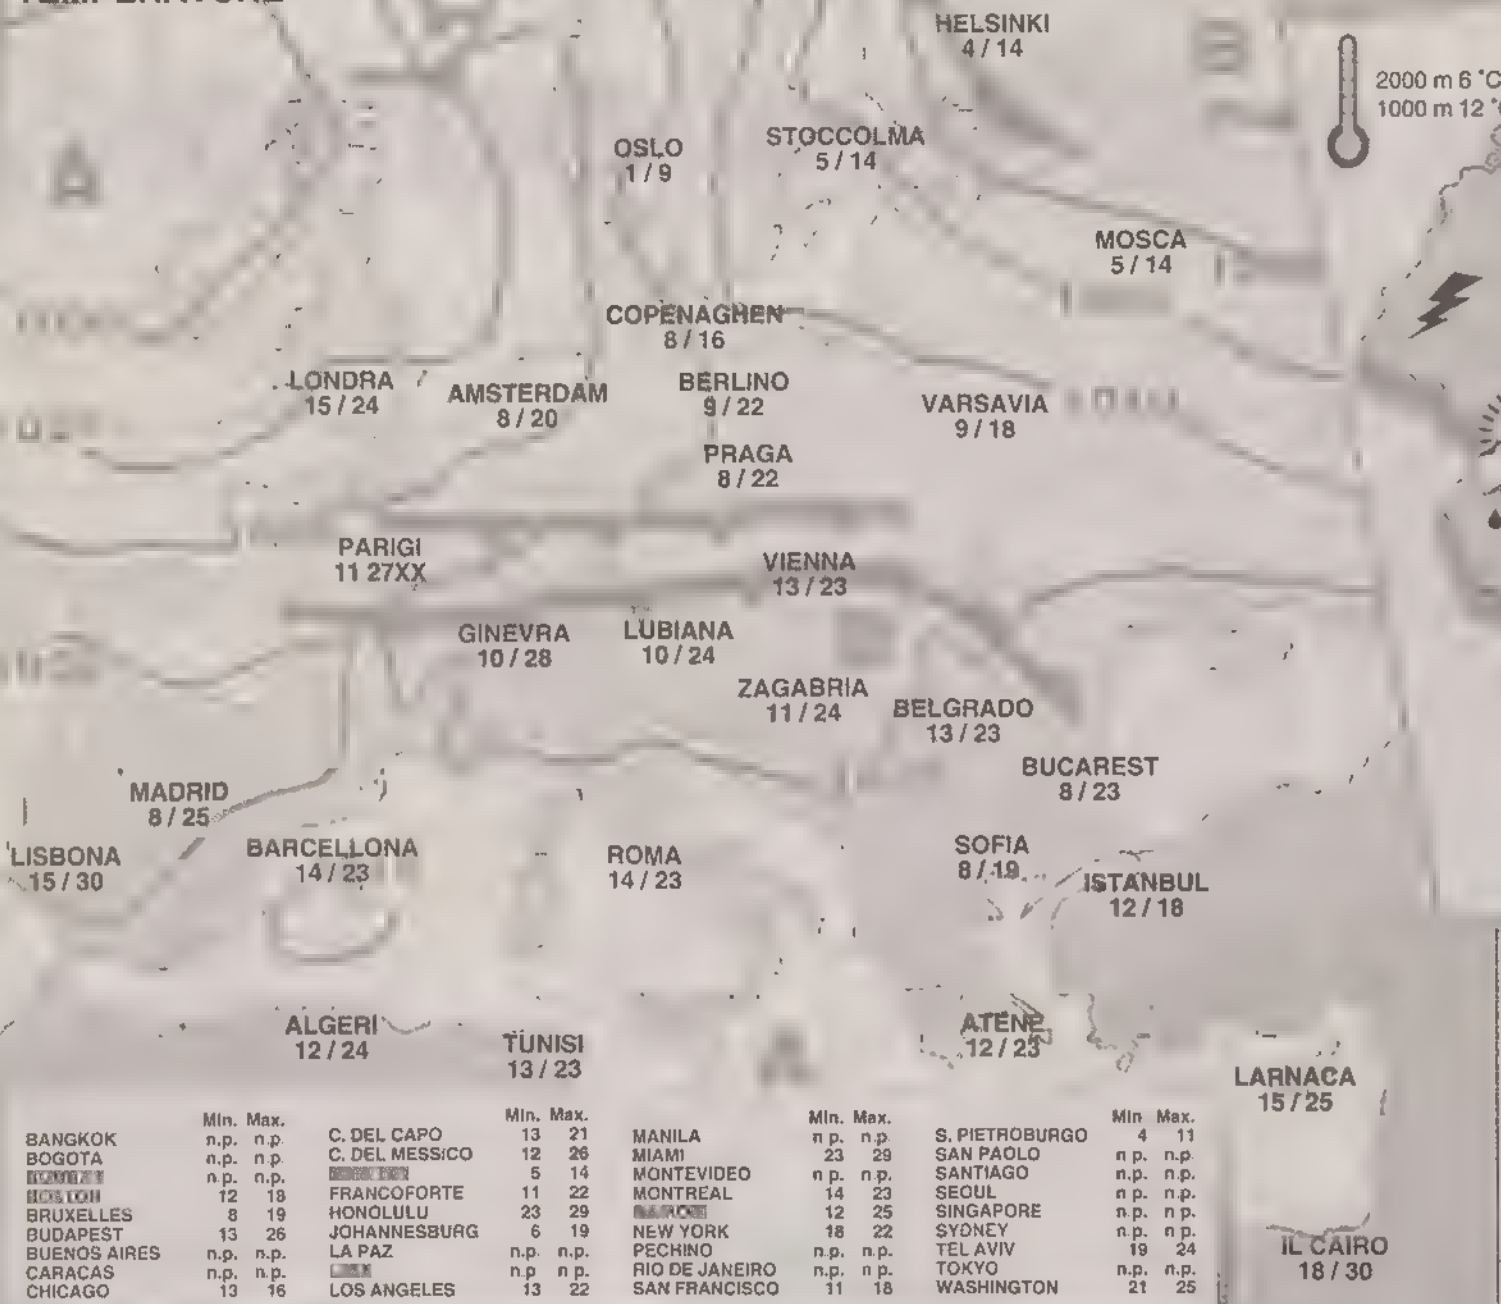 HELSINKI
4 / 14
2000 m 6 °C
1000 m 12 °
OSLO
1 / 9
STOCCOLMA
5 / 14
MOSCA
5 / 14
COPENAGHEN
8 / 16
LONDRA
15 / 24
AMSTERDAM
8 / 20
BERLINO
9 / 22
VARSAVIA
9 / 18
PRAGA
8 / 22
PARIGI
11 27XX
VIENNA
13 / 23
GINEVRA
10 / 28
LUBIANA
10 / 24
ZAGABRIA
11 / 24
BELGRADO
13 / 23
BUCAREST
8 / 23
MADRID
8 / 25
LISBONA
15 / 30
BARCELLONA
14 / 23
ROMA
14 / 23
SOFIA
8 / 19
ISTANBUL
12 / 18
ALGERI
12 / 24
TUNISI
13 / 23
ATENE
12 / 23
LARNACA
15 / 25
IL CAIRO
18 / 30
Min. Max.
BANGKOK n.p. n.p.
BOGOTA n.p. n.p.
n.p. n.p.
BOSTON 12 18
BRUXELLES 8 19
BUDAPEST 13 26
BUENOS AIRES n.p. n.p.
CARACAS n.p. n.p.
CHICAGO 13 16
Min. Max.
C. DEL CAPO 13 21
C. DEL MESSICO 12 26
5 14
FRANCOFORTE 11 22
HONOLULU 23 29
JOHANNESBURG 6 19
LA PAZ n.p. n.p.
n.p n p.
LOS ANGELES 13 22
Min. Max.
MANILA n p. n.p.
MIAMI 23 29
MONTEVIDEO n p. n.p.
MONTREAL 14 23
12 25
NEW YORK 18 22
PECHINO n.p. n.p.
RIO DE JANEIRO n.p. n p.
SAN FRANCISCO 11 18
Min Max.
S. PIETROBURGO 4 11
SAN PAOLO n p. n.p.
SANTIAGO n.p. n.p.
SEOUL n p. n.p.
SINGAPORE n.p. n p.
SYDNEY n.p. n p.
TEL AVIV 19 24
TOKYO n.p. n.p.
WASHINGTON 21 25